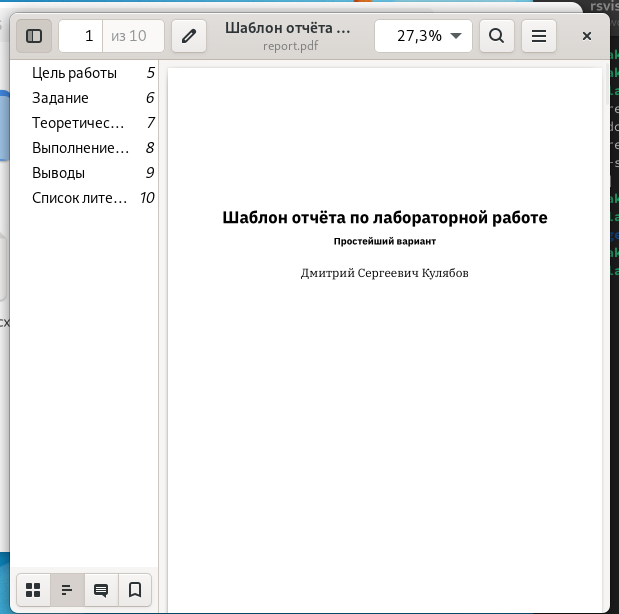 Шаблон отчёта ...
report.pdf
1 из 10
27,3%
Цель работы 5
Задание 6
Теоретичес... 7
Выполнение... 8
Выводы 9
Список лите... 10
Шаблон отчёта по лабораторной работе
Простейший вариант
Дмитрий Сергеевич Кулябов
rsvis